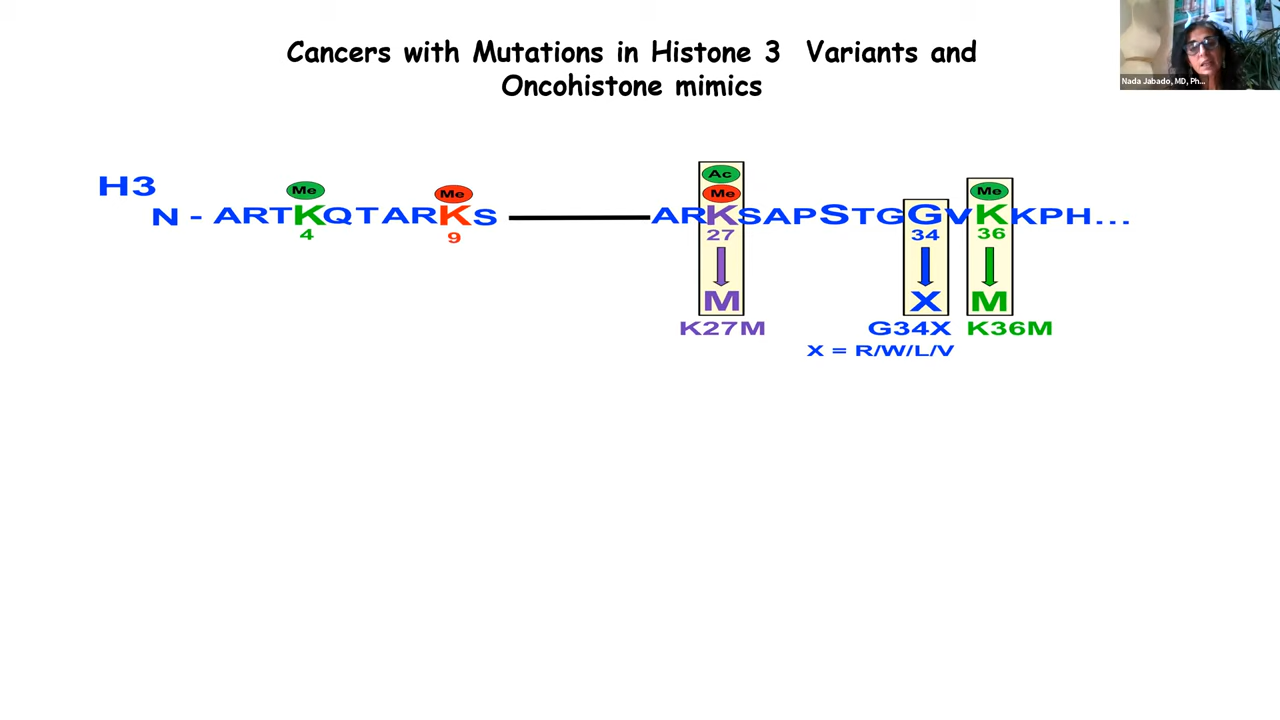 Cancers with Mutations in Histone 3 Variants and
Oncohistone mimics
Nada Jabado, MD, Ph...
H3
Me Me Ac Me Me
N - ARTKQTARKS ARKSAPSTGGVKKPH...
4 9 27 34 36
M X M
K27M G34X K36M
X = R/W/L/V